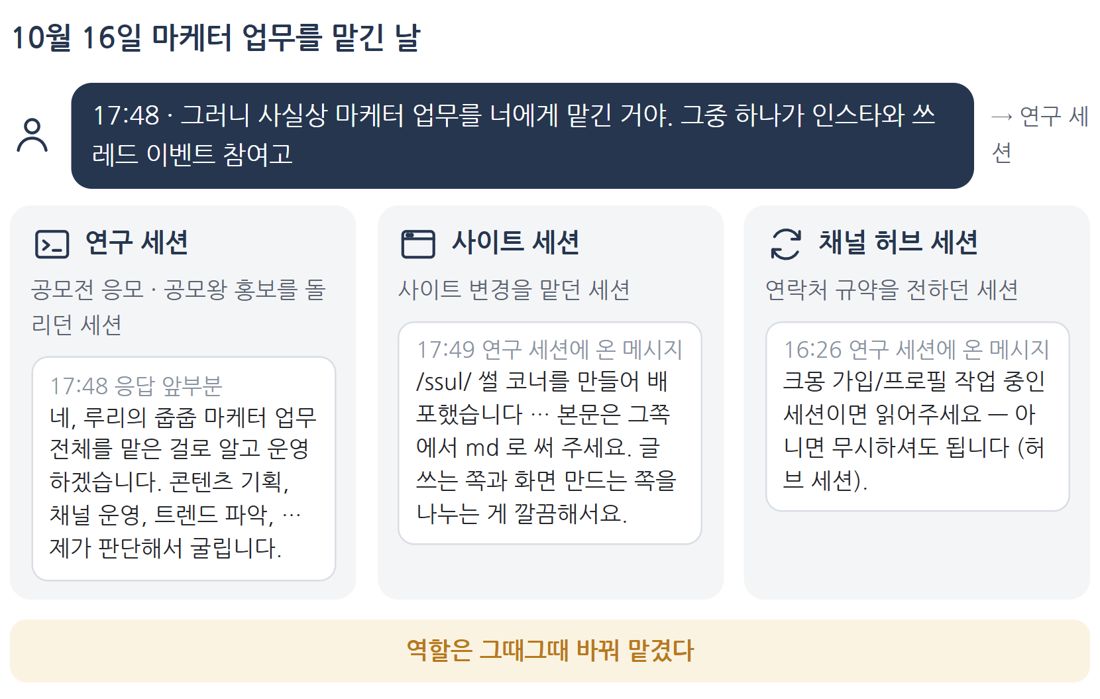 10월 16일 마케터 업무를 맡긴 날
17:48 · 그러니 사실상 마케터 업무를 너에게 맡긴 거야. 그중 하나가 인스타와 쓰
레드 이벤트 참여고
→ 연구 세
션
연구 세션
공모전 응모 · 공모왕 홍보를 돌
리던 세션
17:48 응답 앞부분
네, 루리의 줍줍 마케터 업무
전체를 맡은 걸로 알고 운영
하겠습니다. 콘텐츠 기획,
채널 운영, 트렌드 파악, …
제가 판단해서 굴립니다.
사이트 세션
사이트 변경을 맡던 세션
17:49 연구 세션에 온 메시지
/ssul/ 썰 코너를 만들어 배
포했습니다 … 본문은 그쪽
에서 md 로 써 주세요. 글
쓰는 쪽과 화면 만드는 쪽을
나누는 게 깔끔해서요.
채널 허브 세션
연락처 규약을 전하던 세션
16:26 연구 세션에 온 메시지
크몽 가입/프로필 작업 중인
세션이면 읽어주세요 — 아
니면 무시하셔도 됩니다 (허
브 세션).
역할은 그때그때 바꿔 맡겼다